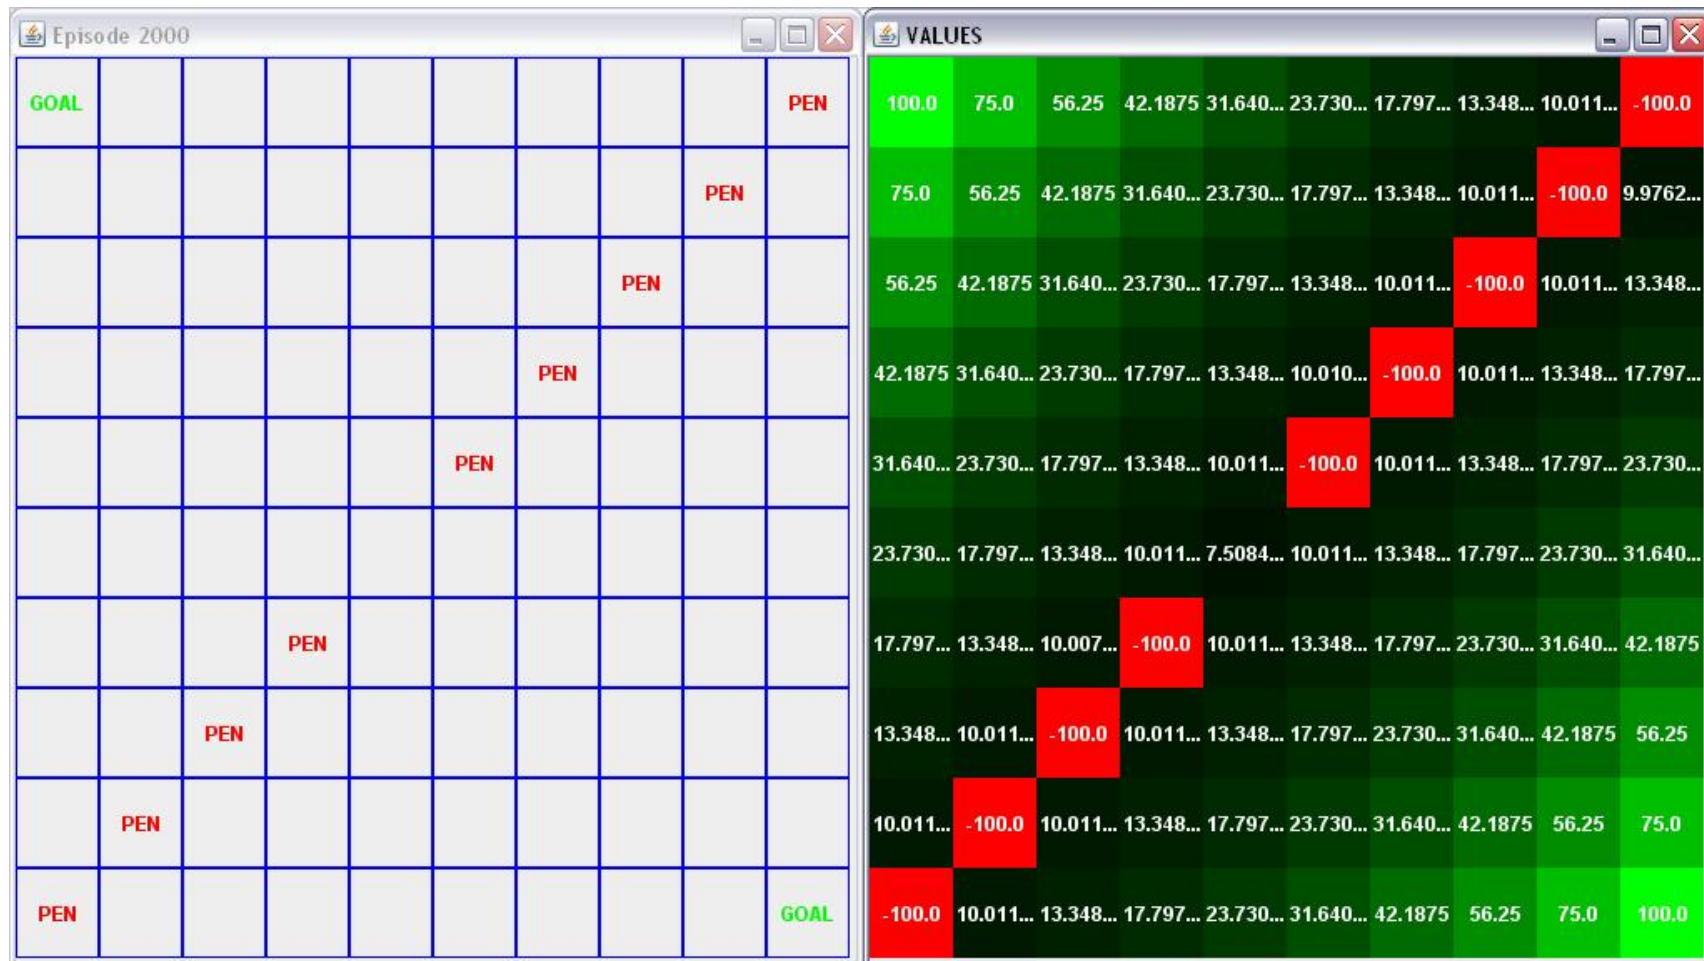 Episode 2000
GOAL PEN
PEN
PEN
PEN
PEN
PEN
PEN
PEN
PEN GOAL
VALUES
100.0 75.0 56.25 42.1875 31.640... 23.730... 17.797... 13.348... 10.011... -100.0
75.0 56.25 42.1875 31.640... 23.730... 17.797... 13.348... 10.011... -100.0 9.9762...
56.25 42.1875 31.640... 23.730... 17.797... 13.348... 10.011... -100.0 10.011... 13.348...
42.1875 31.640... 23.730... 17.797... 13.348... 10.010... -100.0 10.011... 13.348... 17.797...
31.640... 23.730... 17.797... 13.348... 10.011... -100.0 10.011... 13.348... 17.797... 23.730...
23.730... 17.797... 13.348... 10.011... 7.5084... 10.011... 13.348... 17.797... 23.730... 31.640...
17.797... 13.348... 10.007... -100.0 10.011... 13.348... 17.797... 23.730... 31.640... 42.1875
13.348... 10.011... -100.0 10.011... 13.348... 17.797... 23.730... 31.640... 42.1875 56.25
10.011... -100.0 10.011... 13.348... 17.797... 23.730... 31.640... 42.1875 56.25 75.0
-100.0 10.011... 13.348... 17.797... 23.730... 31.640... 42.1875 56.25 75.0 100.0